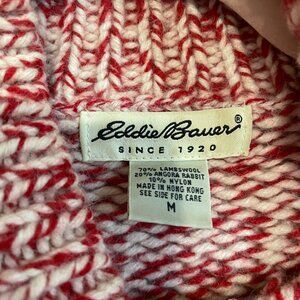 Eddie Bauer®
SINCE 1920
70% LAMBSWOOL
20% ANGORA RABBIT
10% NYLON
MADE IN HONG KONG
SEE SIDE FOR CARE
M